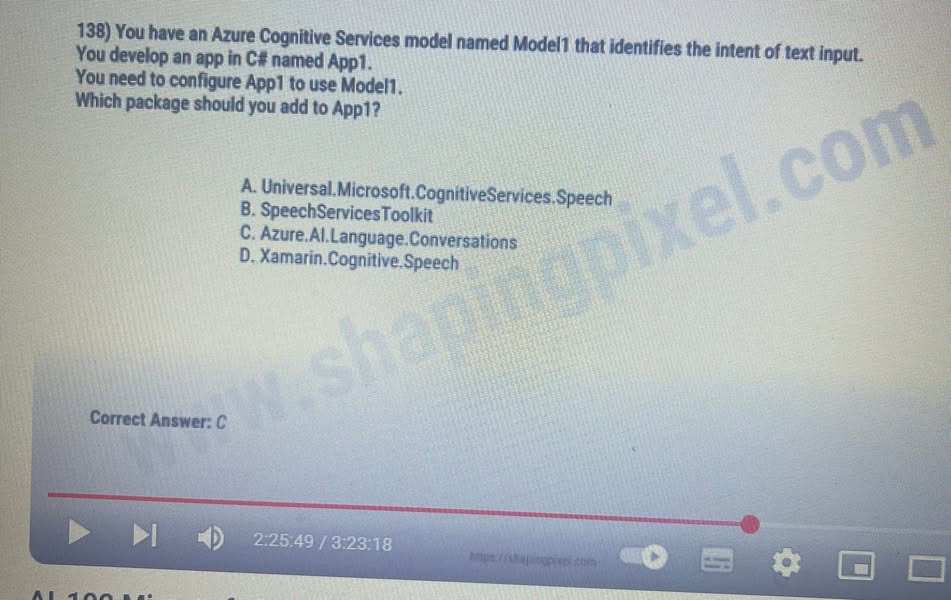 138) You have an Azure Cognitive Services model named Model1 that identifies the intent of text input.
You develop an app in C# named App1.
You need to configure App1 to use Model1.
Which package should you add to App1?
A. Universal.Microsoft.CognitiveServices.Speech
B. SpeechServicesToolkit
C. Azure.AI.Language.Conversations
D. Xamarin.Cognitive.Speech
www.shapingpixel.com
Correct Answer: C
2:25:49 / 3:23:18
https://shapingpixel.com